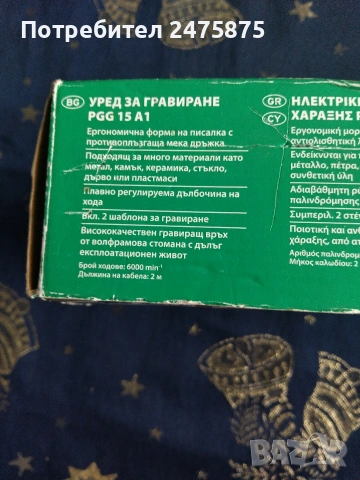 Потребител 2475875
BG УРЕД ЗА ГРАВИРАНЕ
PGG 15 A1
Ергономична форма на писалка с
противоплъзгаща мека дръжка
Подходящ за много материали като
метал, камък, керамика, стъкло,
дърво или пластмаси
Плавно регулируема дълбочина на
хода
Вкл. 2 шаблона за гравиране
Висококачествен гравиращ връх
от волфрамова стомана с дълъг
експлоатационен живот
Брой ходове: 6000 min⁻¹
Дължина на кабела: 2 м
GR ΗΛΕΚΤΡΙΚ
CY ΧΑΡΑΞΗΣ P
Εργονομική μορ
αντιολισθητική λ
Ενδείκνυται για
μέταλλο, πέτρα,
συνθετική ύλη
Αδιαβάθμητη ρ
παλινδρόμησης
Συμπεριλ. 2 στέ
Ποιοτική και αν
χάραξης, από α
Αριθμός παλινδρομ
Μήκος καλωδίου: 2
BAZAR